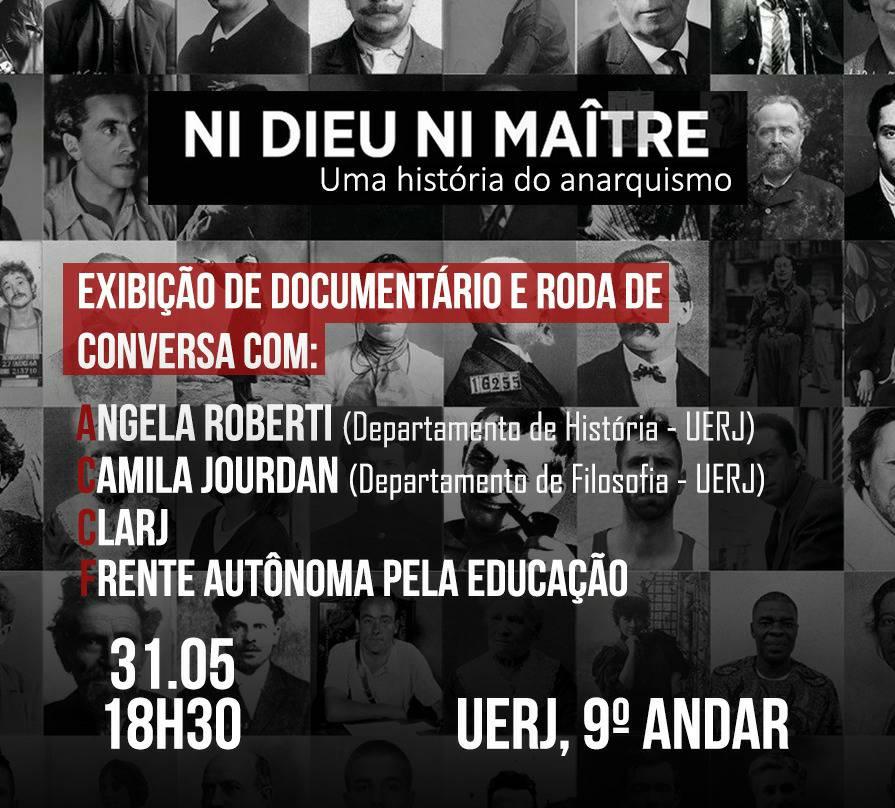 NI DIEU NI MAÎTRE
Uma história do anarquismo
EXIBIÇÃO DE DOCUMENTÁRIO E RODA DE
CONVERSA COM:
16255
ANGELA ROBERTI (Departamento de História - UERJ)
CAMILA JOURDAN (Departamento de Filosofia - UERJ)
CLARJ
FRENTE AUTÔNOMA PELA EDUCAÇÃO
31.05
18H30
UERJ, 9º ANDAR